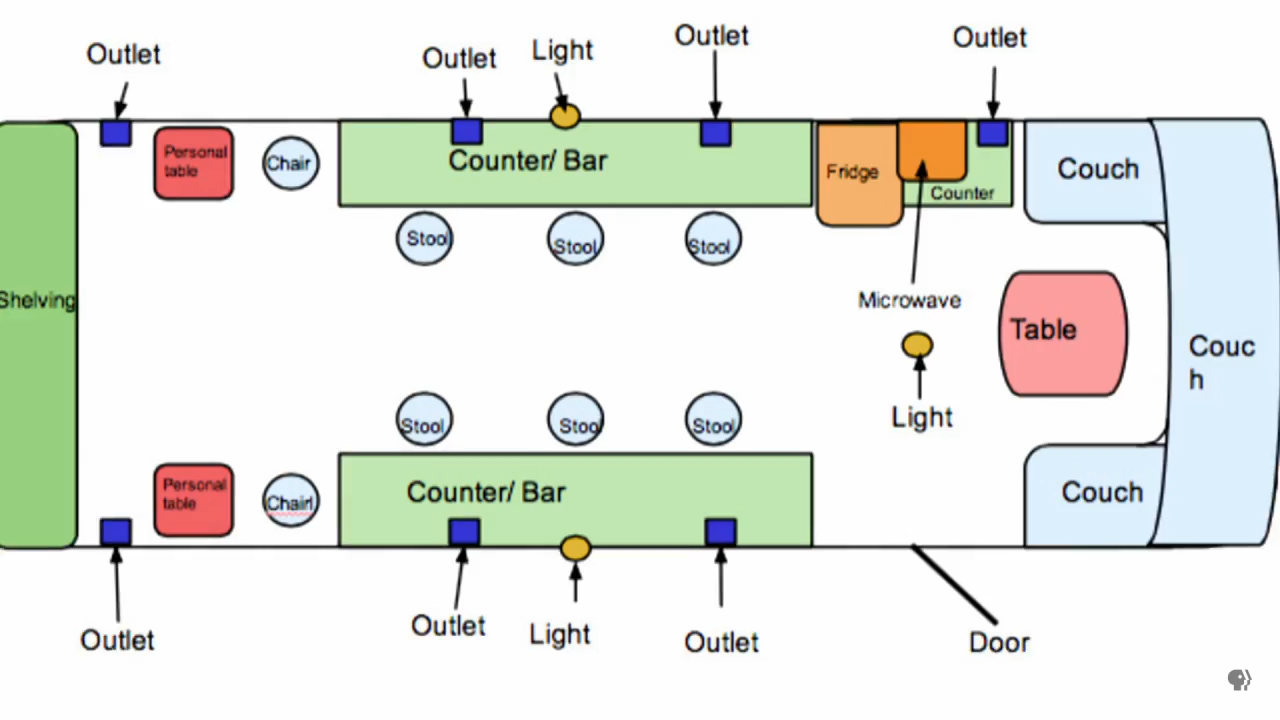 Outlet
Outlet
Light
Outlet
Outlet
Personal
table
Chair
Counter/ Bar
Fridge
Counter
Couch
Stool
Stool
Stool
Shelving
Microwave
Table
Couc
h
Light
Stool
Stool
Stool
Personal
table
Chairl
Counter/ Bar
Couch
Outlet
Outlet
Light
Outlet
Door